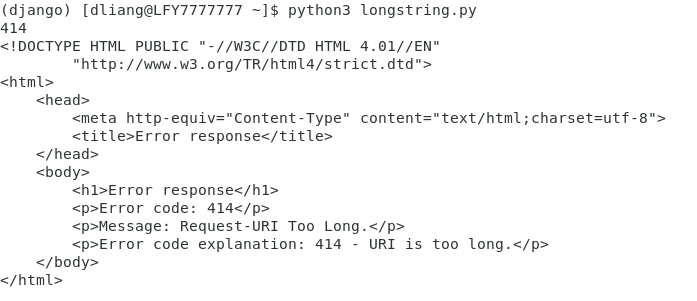 (django) [dliang@LFY7777777 ~]$ python3 longstring.py
414
<!DOCTYPE HTML PUBLIC "-//W3C//DTD HTML 4.01//EN"
        "http://www.w3.org/TR/html4/strict.dtd">
<html>
    <head>
        <meta http-equiv="Content-Type" content="text/html;charset=utf-8">
        <title>Error response</title>
    </head>
    <body>
        <h1>Error response</h1>
        <p>Error code: 414</p>
        <p>Message: Request-URI Too Long.</p>
        <p>Error code explanation: 414 - URI is too long.</p>
    </body>
</html>